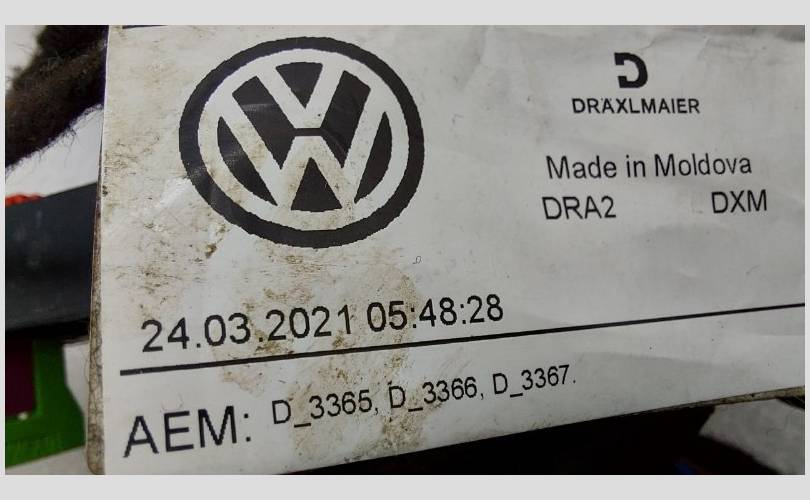 DRÄXLMAIER
Made in Moldova
DRA2 DXM
24.03.2021 05:48:28
AEM: D_3365, D_3366, D_3367.